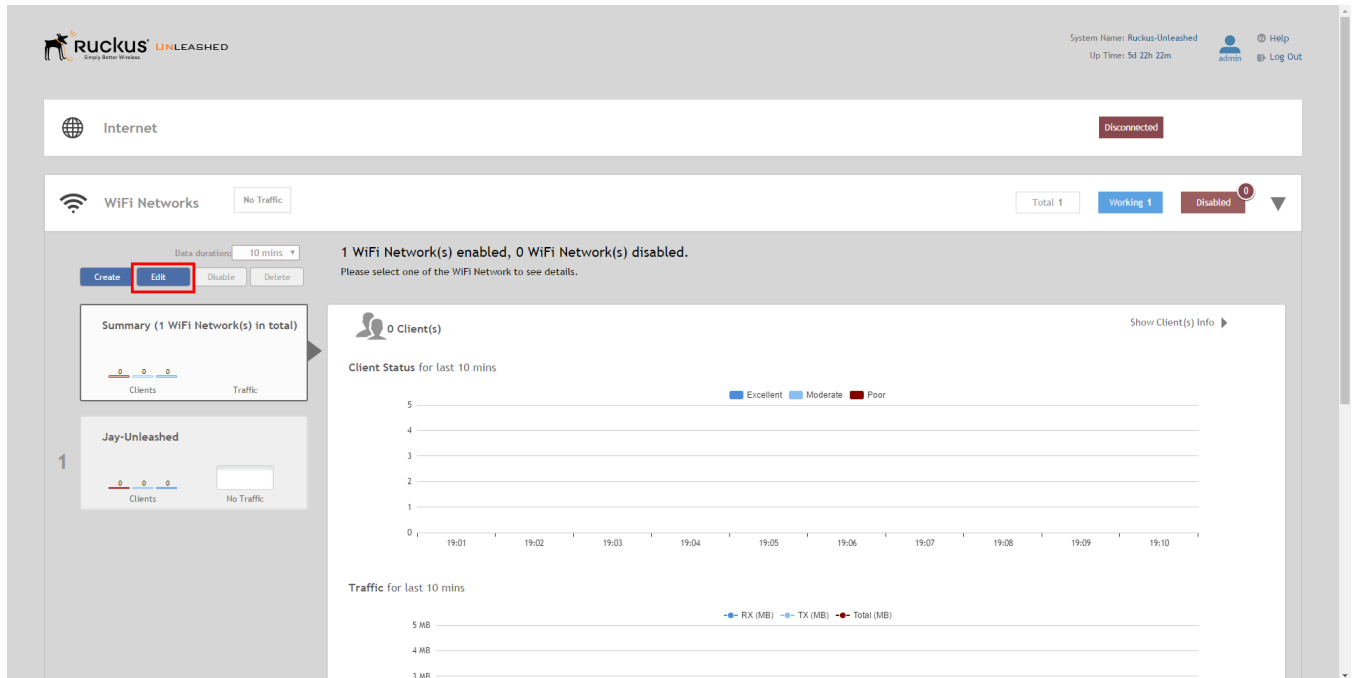 Ruckus UNLEASHED
Simply Better Wireless.
System Name: Ruckus-Unleashed
Up Time: 5d 22h 22m
admin
Help
Log Out
Internet
Disconnected
WiFi Networks
No Traffic
Total 1
Working 1
Disabled
0
Data duration: 10 mins
Create Edit Disable Delete
1 WiFi Network(s) enabled, 0 WiFi Network(s) disabled.
Please select one of the WiFi Network to see details.
Summary (1 WiFi Network(s) in total)
0 0 0
Clients Traffic
1
Jay-Unleashed
0 0 0
Clients No Traffic
0 Client(s)
Show Client(s) Info
Client Status for last 10 mins
Excellent Moderate Poor
5
4
3
2
1
0
19:01 19:02 19:03 19:04 19:05 19:06 19:07 19:08 19:09 19:10
Traffic for last 10 mins
RX (MB) TX (MB) Total (MB)
5 MB
4 MB
3 MB